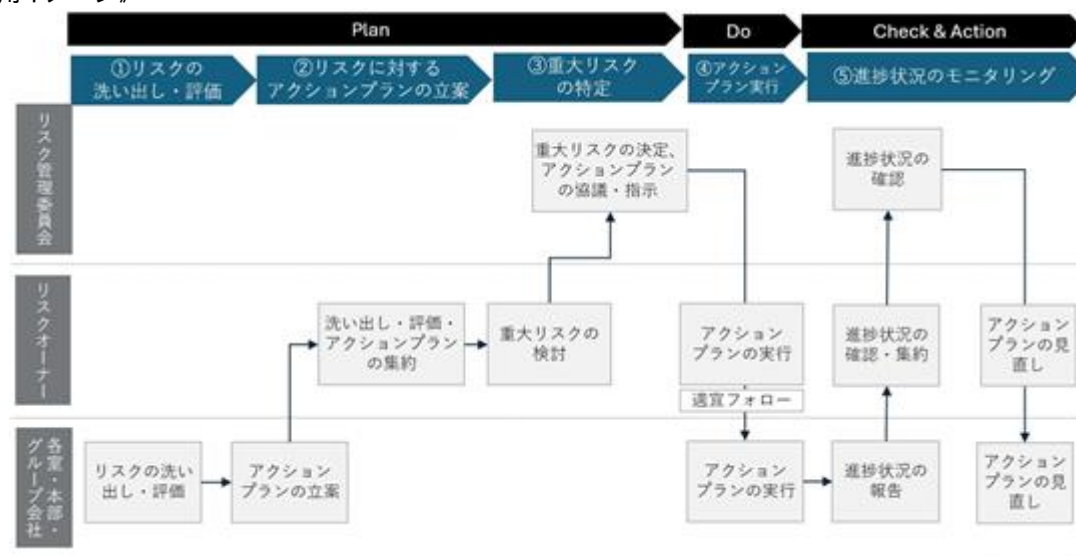 Plan
Do
Check & Action
①リスクの
洗い出し・評価
②リスクに対する
アクションプランの立案
③重大リスク
の特定
④アクション
プラン実行
⑤進捗状況のモニタリング
リスク管理委員会
重大リスクの決定、
アクションプラン
の協議・指示
進捗状況の
確認
リスクオーナー
洗い出し・評価・
アクションプラン
の集約
重大リスクの
検討
アクション
プランの実行
適宜フォロー
進捗状況の
確認・集約
アクション
プランの見
直し
各室・本部・
グループ会社
リスクの洗い
出し・評価
アクション
プランの立案
アクション
プランの実行
進捗状況の
報告
アクション
プランの見
直し